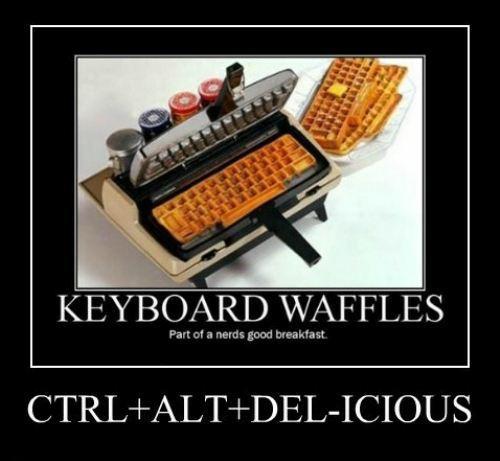 KEYBOARD WAFFLES
Part of a nerds good breakfast.
CTRL+ALT+DEL-ICIOUS